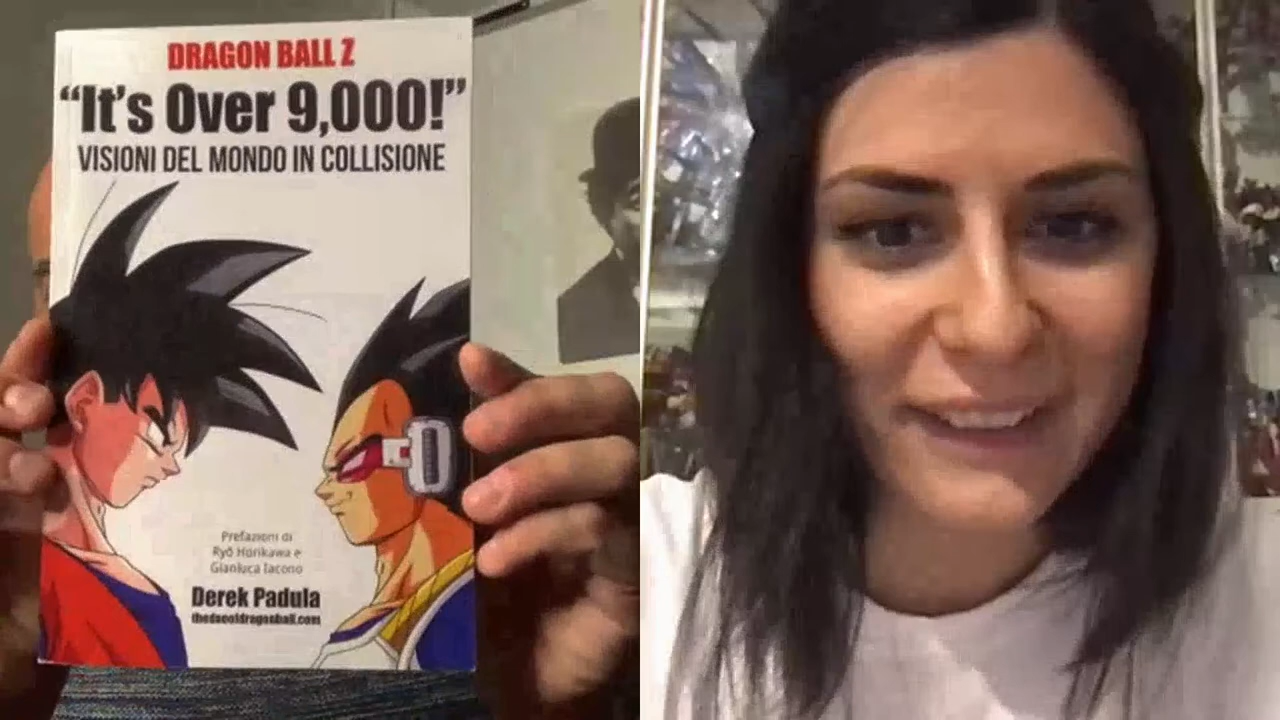 DRAGON BALL Z
“It’s Over 9,000!”
VISIONI DEL MONDO IN COLLISIONE
Prefazioni di
Ryō Horikawa e
Gianluca Iacono
Derek Padula
thedaoofdragonball.com